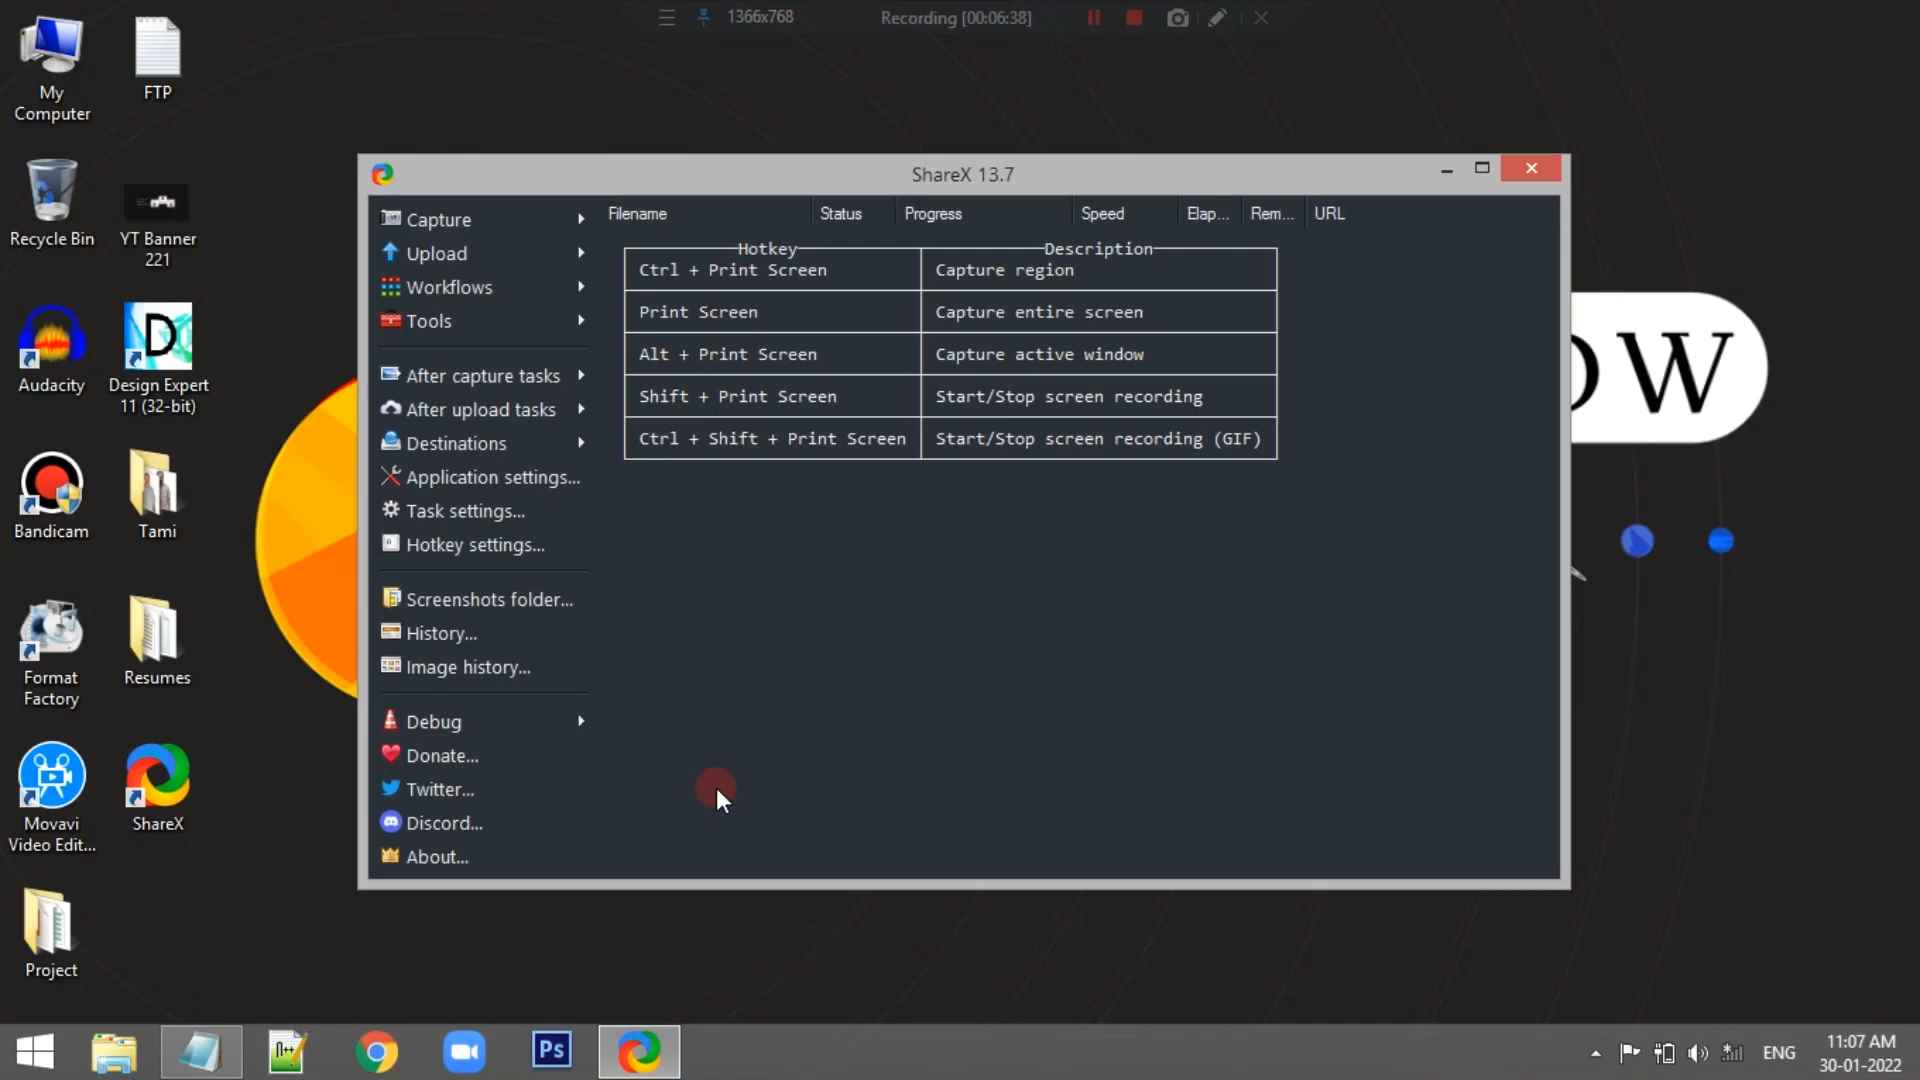 1366x768
Recording [00:06:38]
My
Computer
FTP
Recycle Bin
YT Banner
221
Audacity
Design Expert
11 (32-bit)
Bandicam
Tami
Format
Factory
Resumes
Movavi
Video Edit...
ShareX
Project
ShareX 13.7
Capture
Upload
Workflows
Tools
After capture tasks
After upload tasks
Destinations
Application settings...
Task settings...
Hotkey settings...
Screenshots folder...
History...
Image history...
Debug
Donate...
Twitter...
Discord...
About...
Filename Status Progress Speed Elap... Rem... URL
Hotkey Description
Ctrl + Print Screen Capture region
Print Screen Capture entire screen
Alt + Print Screen Capture active window
Shift + Print Screen Start/Stop screen recording
Ctrl + Shift + Print Screen Start/Stop screen recording (GIF)
W
Ps
ENG
11:07 AM
30-01-2022